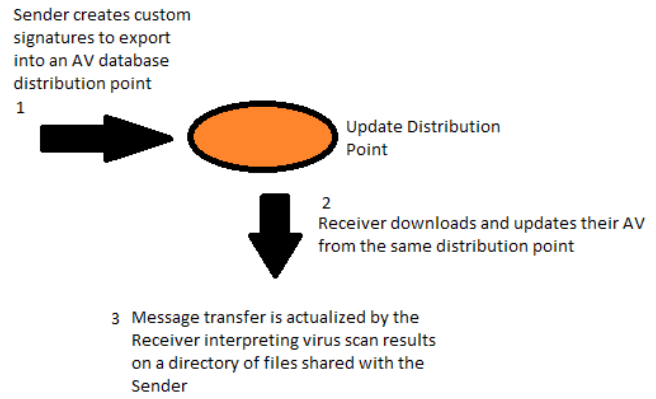 Sender creates custom
signatures to export
into an AV database
distribution point
1
Update Distribution
Point
2
Receiver downloads and updates their AV
from the same distribution point
3 Message transfer is actualized by the
Receiver interpreting virus scan results
on a directory of files shared with the
Sender